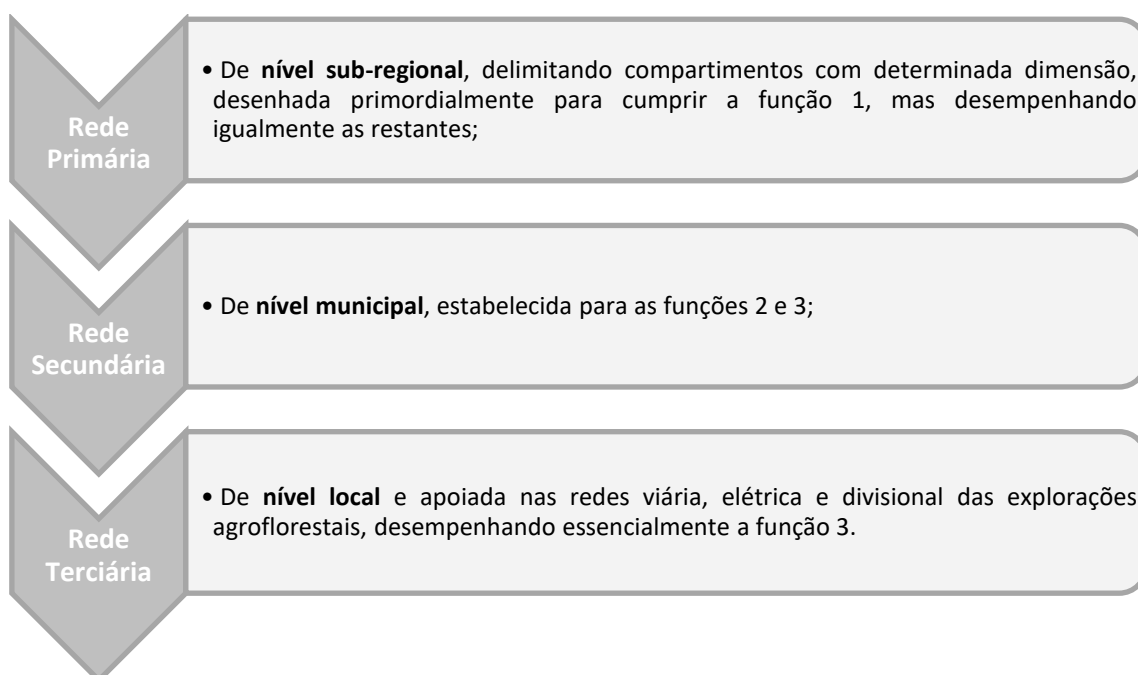 Rede
Primária
• De nível sub-regional, delimitando compartimentos com determinada dimensão,
desenhada primordialmente para cumprir a função 1, mas desempenhando
igualmente as restantes;
Rede
Secundária
• De nível municipal, estabelecida para as funções 2 e 3;
Rede
Terciária
• De nível local e apoiada nas redes viária, elétrica e divisional das explorações
agroflorestais, desempenhando essencialmente a função 3.